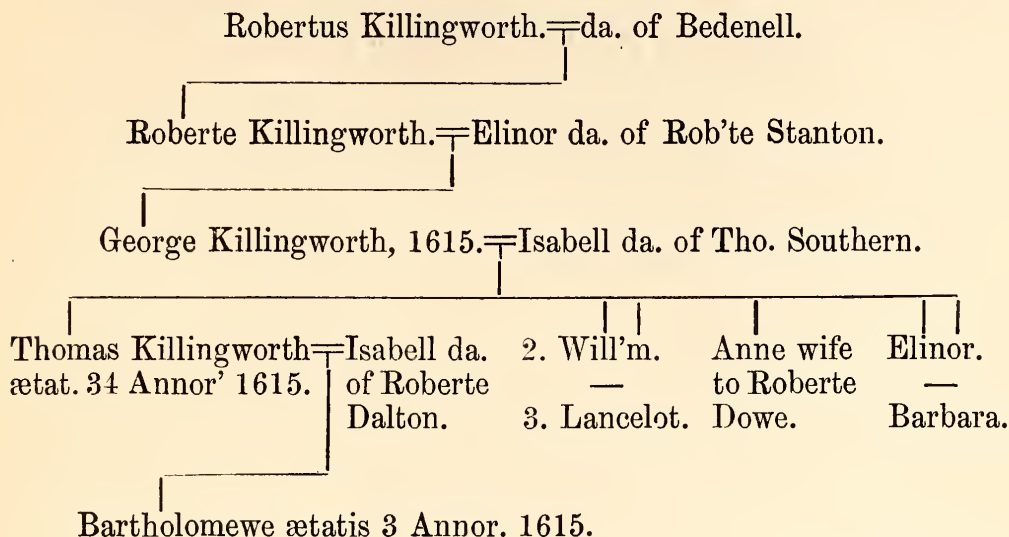 Robertus Killingworth.=da. of Bedenell.
Roberte Killingworth.=Elinor da. of Rob'te Stanton.
George Killingworth, 1615.=Isabell da. of Tho. Southern.
Thomas Killingworth=Isabell da. 2. Will'm. Anne wife Elinor.
ætat. 34 Annor' 1615. of Roberte — to Roberte —
Dalton. 3. Lancelot. Dowe. Barbara.
Bartholomewe ætatis 3 Annor. 1615.